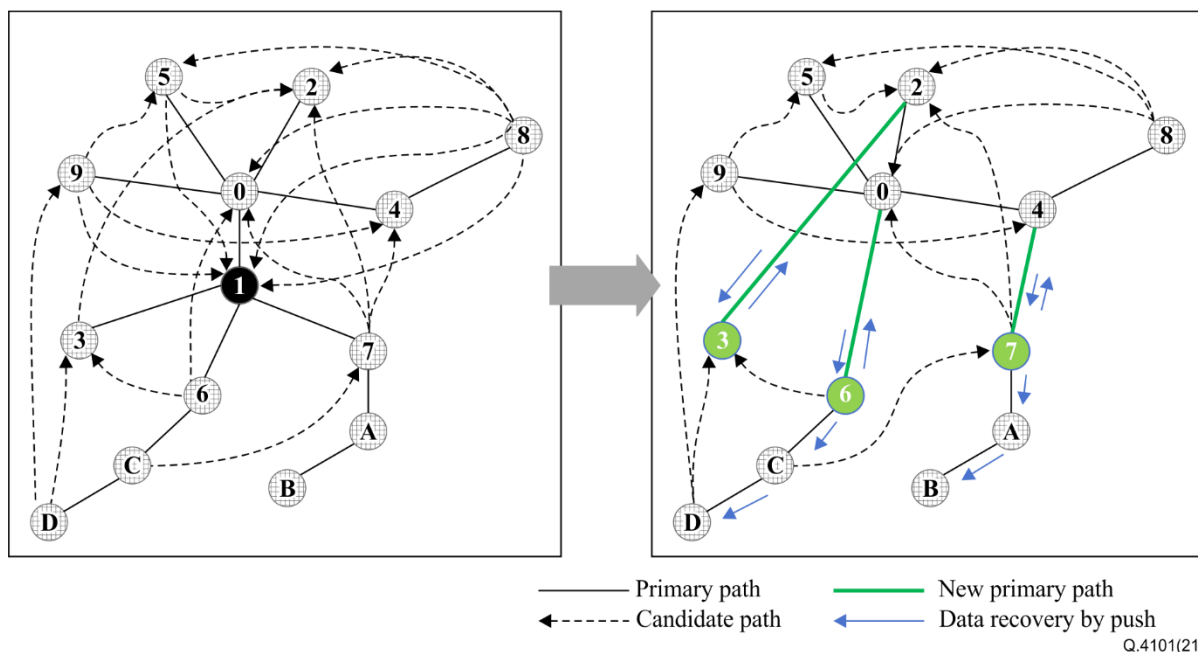 5
2
8
9
0
4
1
3
7
6
A
C
B
D
5
2
8
9
0
4
3
7
6
A
C
B
D
Primary path
New primary path
Candidate path
Data recovery by push
Q.4101(21